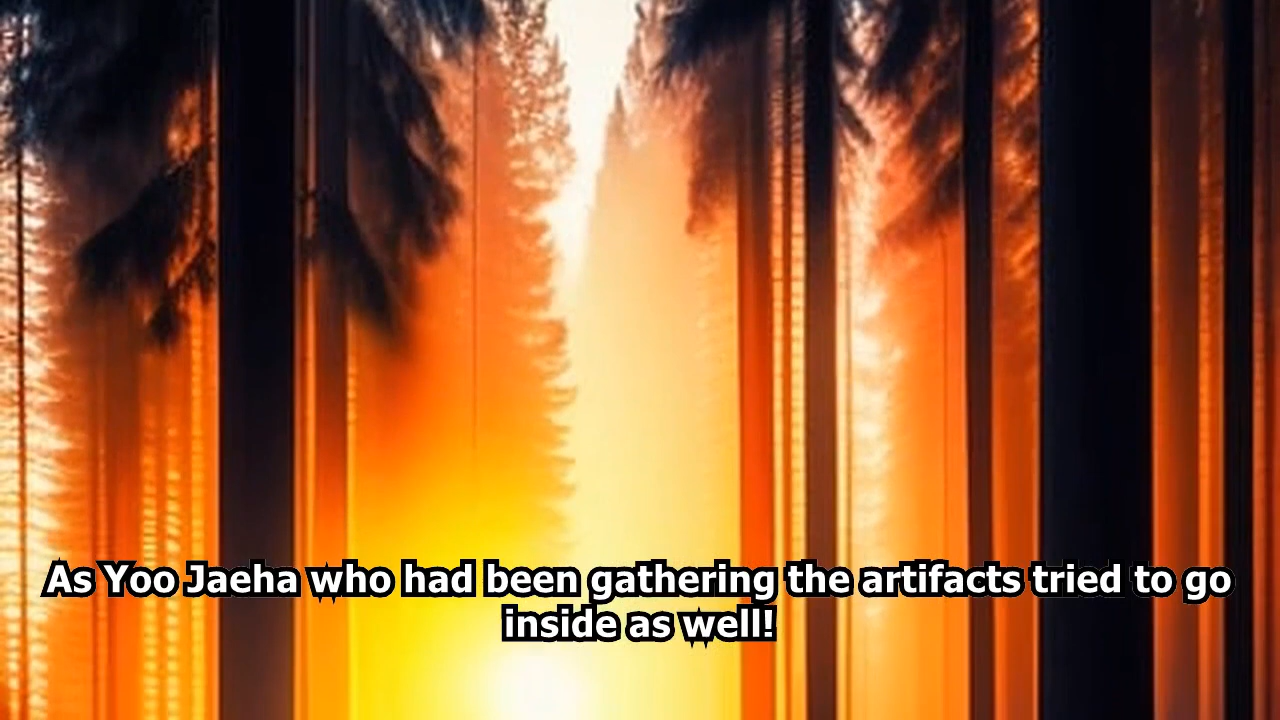 As Yoo Jaeha who had been gathering the artifacts tried to go
inside as well!